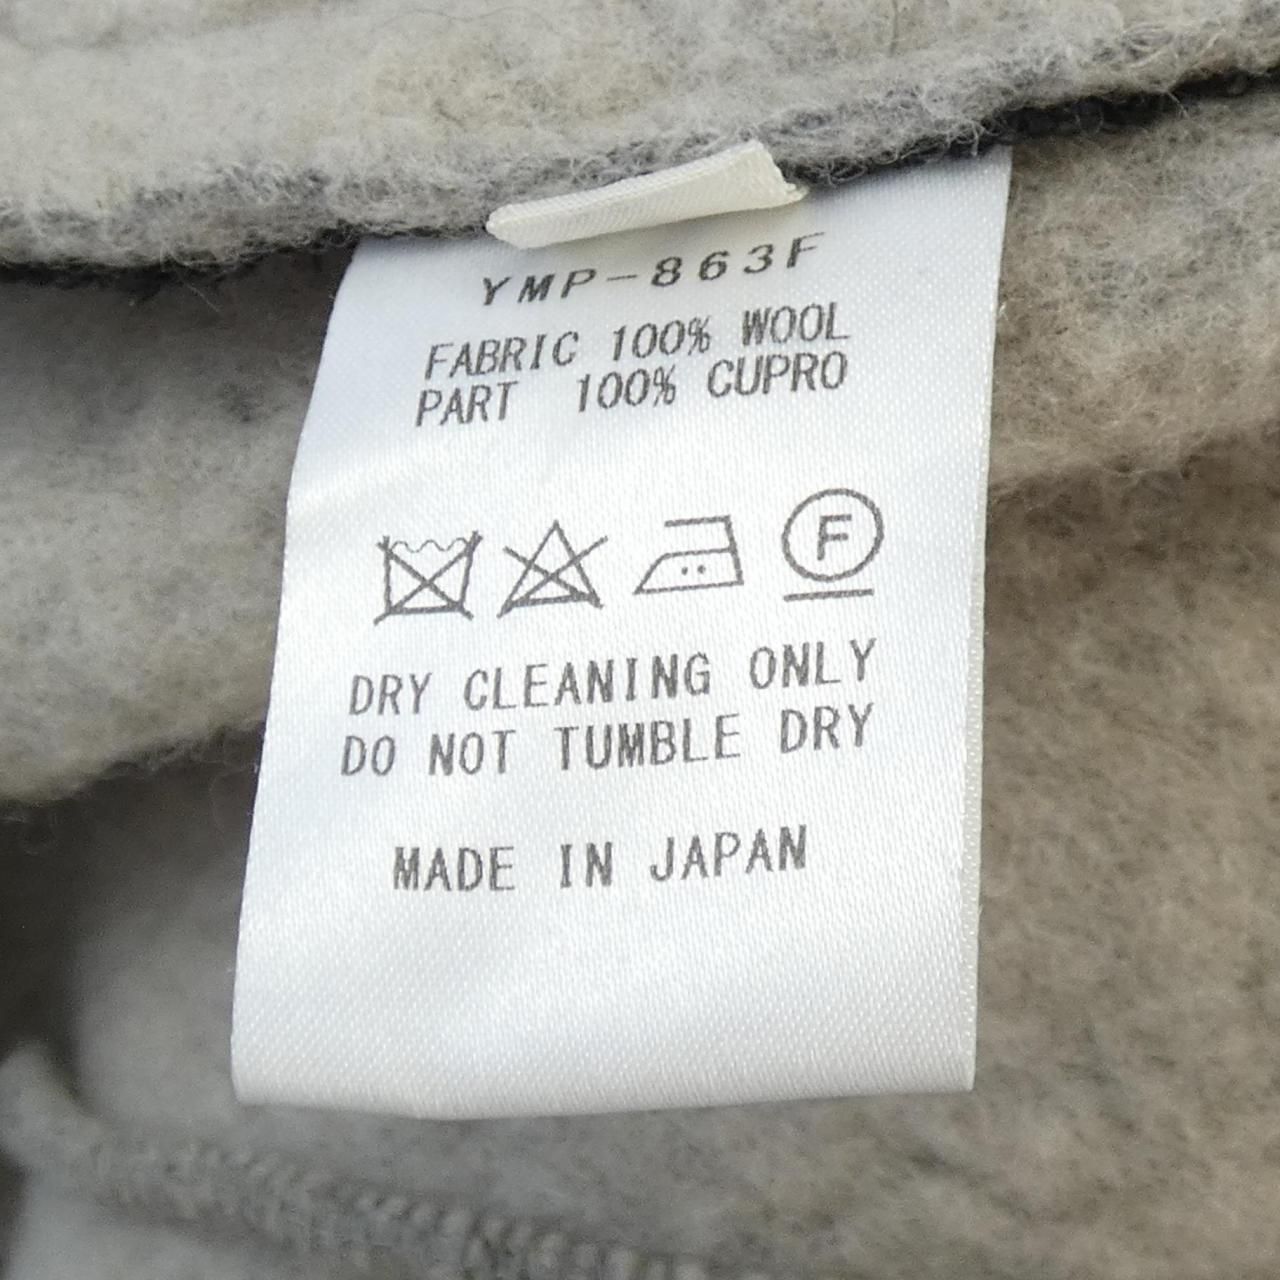 YMP-863F
FABRIC 100% WOOL
PART 100% CUPRO
F
DRY CLEANING ONLY
DO NOT TUMBLE DRY
MADE IN JAPAN